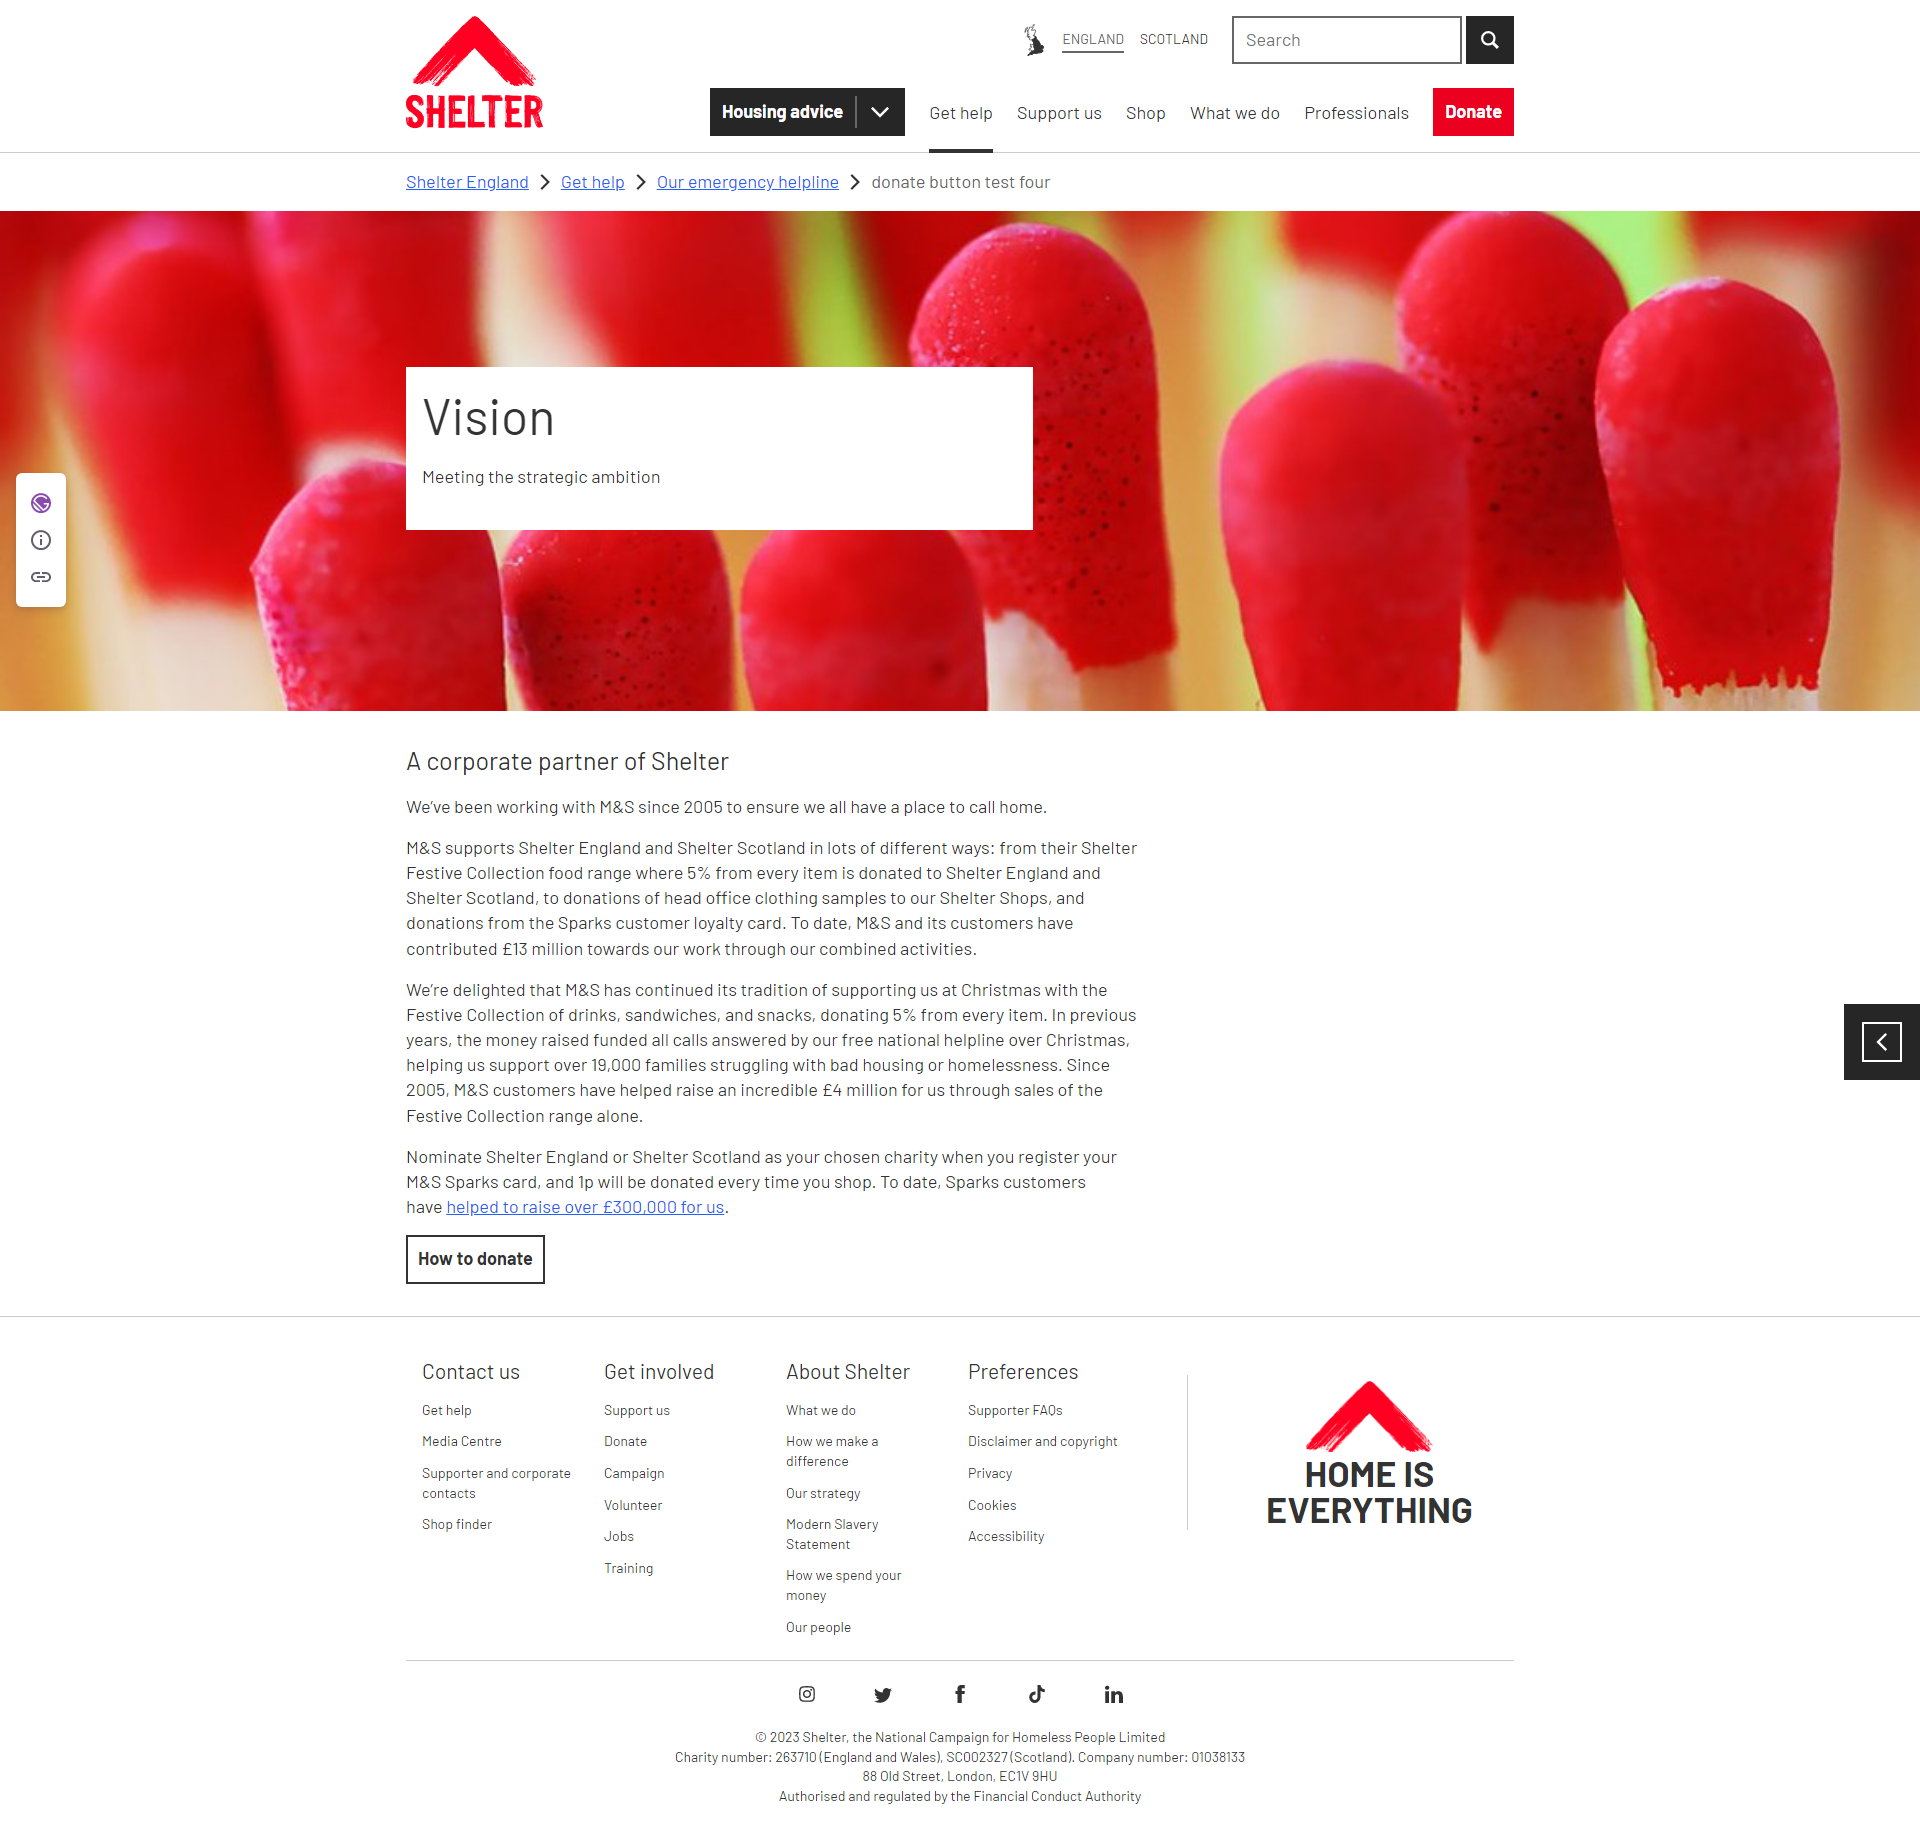 SHELTER
ENGLAND
SCOTLAND
Search
Housing advice
Get help
Support us
Shop
What we do
Professionals
Donate
Shelter England
Get help
Our emergency helpline
donate button test four
Vision
Meeting the strategic ambition
A corporate partner of Shelter
We’ve been working with M&S since 2005 to ensure we all have a place to call home.
M&S supports Shelter England and Shelter Scotland in lots of different ways: from their Shelter
Festive Collection food range where 5% from every item is donated to Shelter England and
Shelter Scotland, to donations of head office clothing samples to our Shelter Shops, and
donations from the Sparks customer loyalty card. To date, M&S and its customers have
contributed £13 million towards our work through our combined activities.
We’re delighted that M&S has continued its tradition of supporting us at Christmas with the
Festive Collection of drinks, sandwiches, and snacks, donating 5% from every item. In previous
years, the money raised funded all calls answered by our free national helpline over Christmas,
helping us support over 19,000 families struggling with bad housing or homelessness. Since
2005, M&S customers have helped raise an incredible £4 million for us through sales of the
Festive Collection range alone.
Nominate Shelter England or Shelter Scotland as your chosen charity when you register your
M&S Sparks card, and 1p will be donated every time you shop. To date, Sparks customers
have helped to raise over £300,000 for us.
How to donate
Contact us
Get help
Media Centre
Supporter and corporate
contacts
Shop finder
Get involved
Support us
Donate
Campaign
Volunteer
Jobs
Training
About Shelter
What we do
How we make a
difference
Our strategy
Modern Slavery
Statement
How we spend your
money
Our people
Preferences
Supporter FAQs
Disclaimer and copyright
Privacy
Cookies
Accessibility
HOME IS
EVERYTHING
© 2023 Shelter, the National Campaign for Homeless People Limited
Charity number: 263710 (England and Wales), SC002327 (Scotland). Company number: 01038133
88 Old Street, London, EC1V 9HU
Authorised and regulated by the Financial Conduct Authority